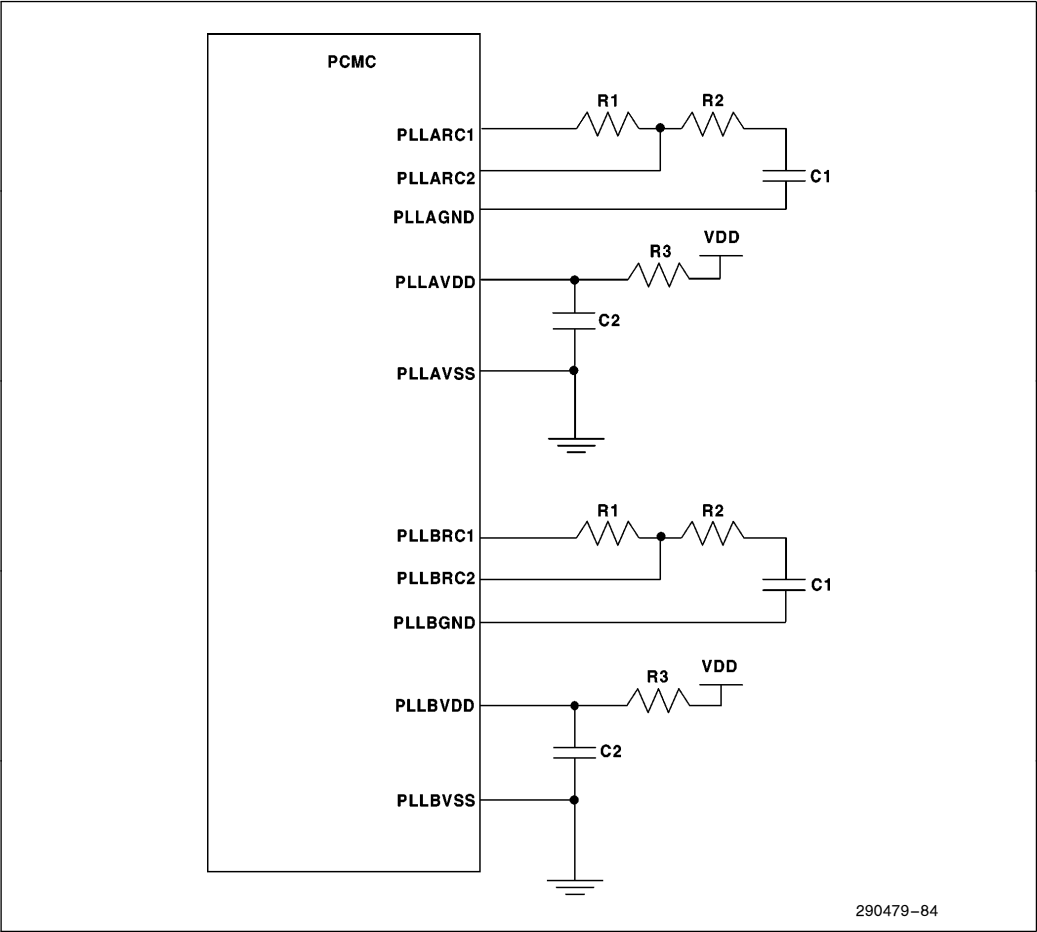 PCMC
R1 R2
PLLARC1
PLLARC2
C1
PLLAGND
VDD
R3
PLLAVDD
C2
PLLAVSS
R1 R2
PLLBRC1
PLLBRC2
C1
PLLBGND
VDD
R3
PLLBVDD
C2
PLLBVSS
290479–84